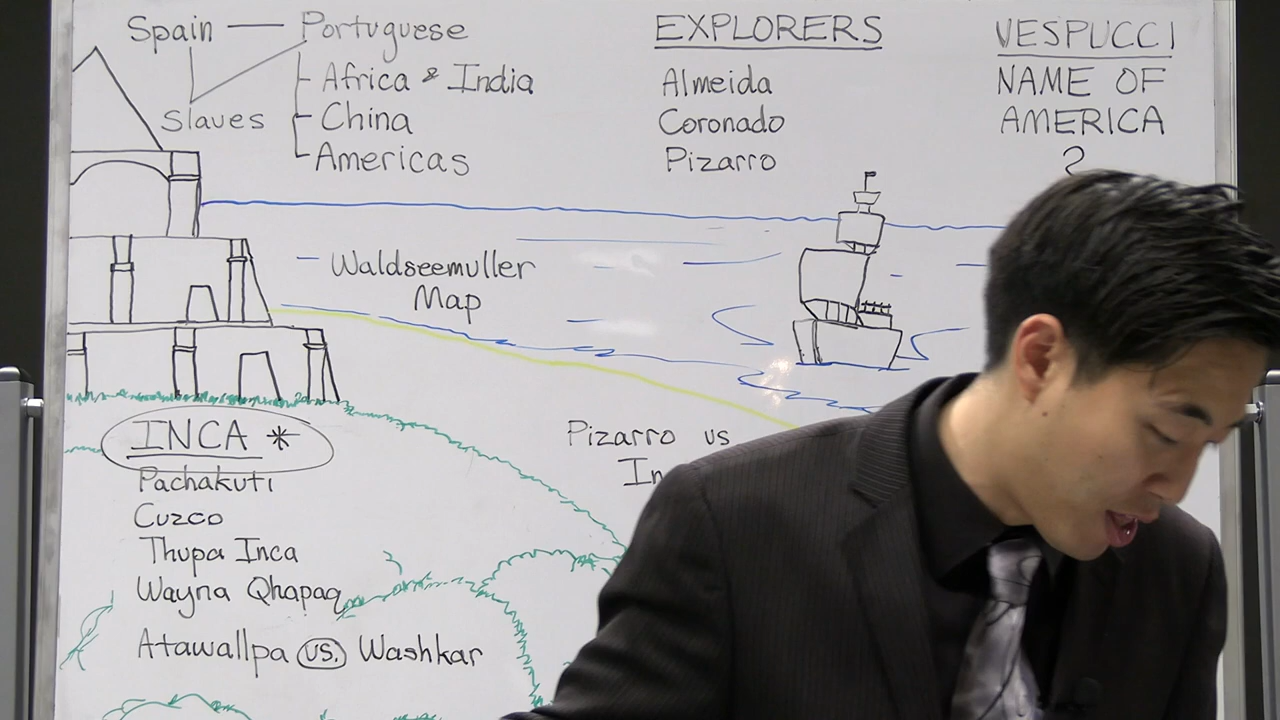 Spain — Portuguese
Slaves
Africa & India
China
Americas
EXPLORERS
Almeida
Coronado
Pizarro
VESPUCCI
NAME OF
AMERICA
?
Waldseemuller
Map
INCA *
Pachakuti
Cuzco
Thupa Inca
Wayna Qhapaq
Atawallpa vs. Washkar
Pizarro vs